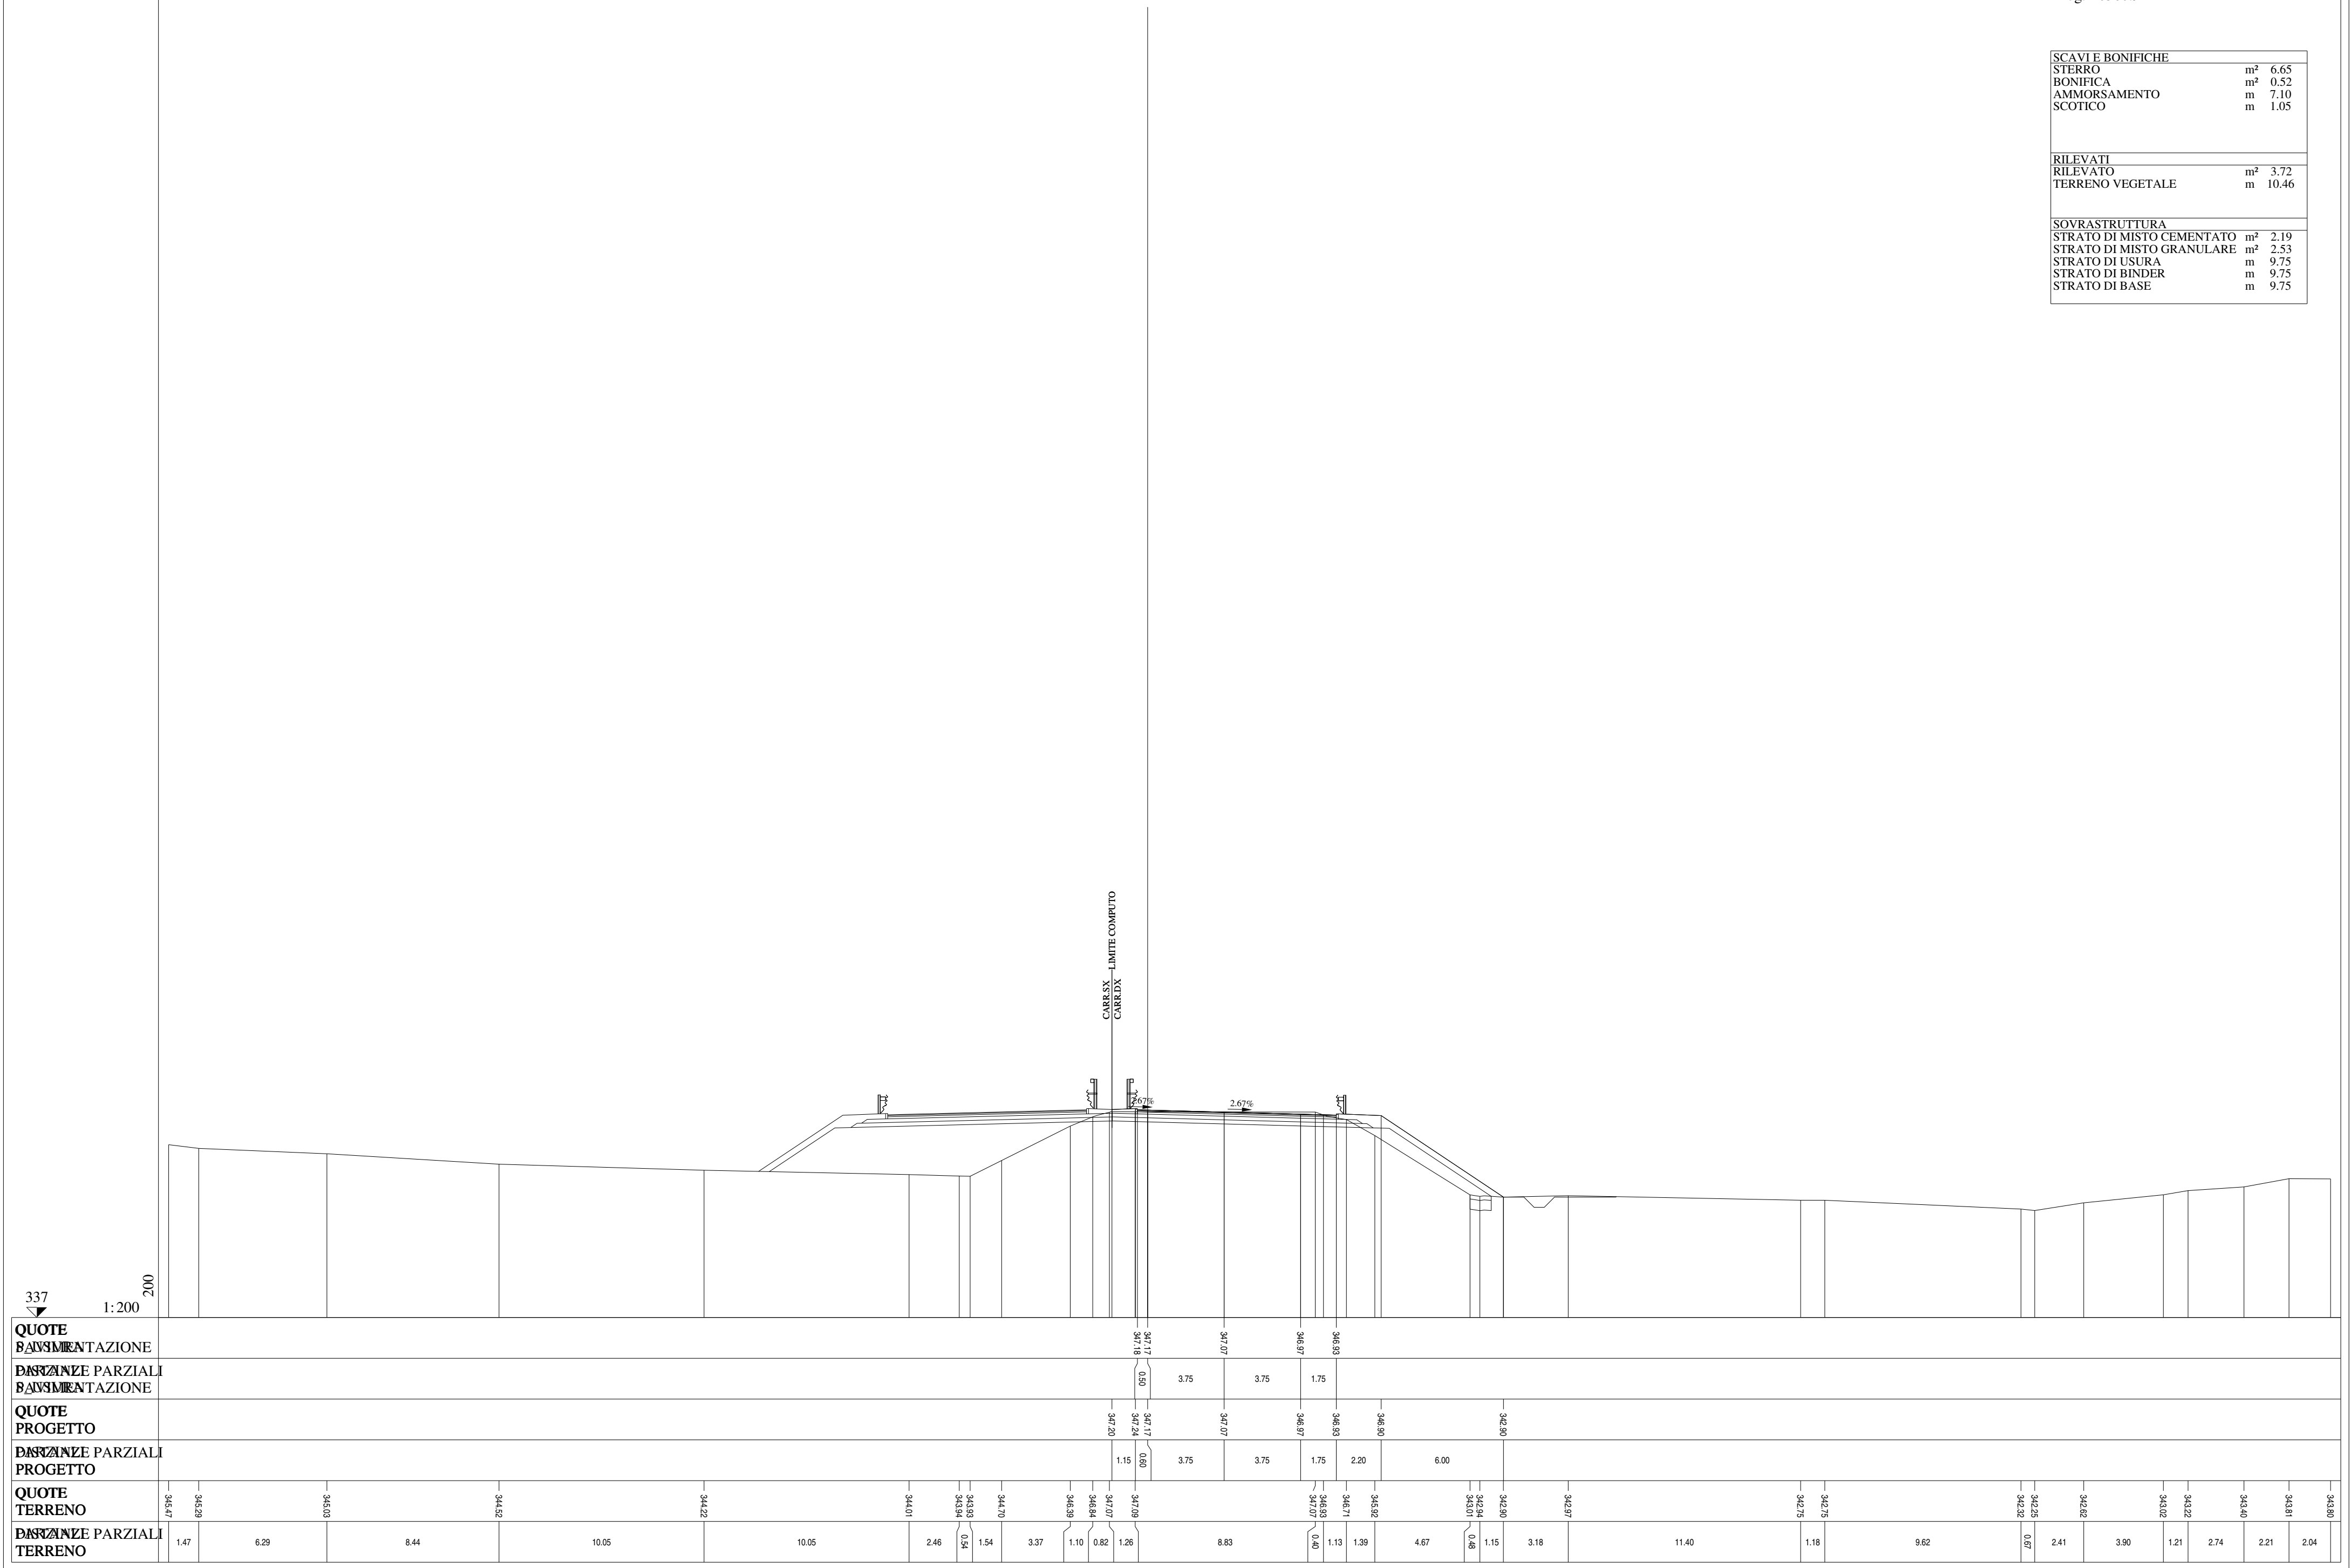 SCAVI E BONIFICHE
STERRO m² 6.65
BONIFICA m² 0.52
AMMORSAMENTO m 7.10
SCOTICO m 1.05
RILEVATI
RILEVATO m² 3.72
TERRENO VEGETALE m 10.46
SOVRASTRUTTURA
STRATO DI MISTO CEMENTATO m² 2.19
STRATO DI MISTO GRANULARE m² 2.53
STRATO DI USURA m 9.75
STRATO DI BINDER m 9.75
STRATO DI BASE m 9.75
LIMITE COMPUTO
CARR.SX
CARR.DX
2.67%
337
1:200
200
QUOTE
347.18 347.17 347.07 346.97 346.93
PARZIALI
0.50 3.75 3.75 1.75
QUOTE
PROGETTO
347.20 347.24 347.17 347.07 346.97 346.93 346.90 342.90
PARZIALI
PROGETTO
1.15 0.60 3.75 3.75 1.75 2.20 6.00
QUOTE
TERRENO
345.47 345.29 345.03 344.52 344.22 344.01 343.94 343.93 344.70 346.39 346.84 347.07 347.09 347.07 346.93 346.71 345.92 343.01 342.94 342.90 342.97 342.75 342.75 342.32 342.25 342.62 343.02 343.22 343.40 343.81 343.80
PARZIALI
TERRENO
1.47 6.29 8.44 10.05 10.05 2.46 0.54 1.54 3.37 1.10 0.82 1.26 8.83 0.40 1.13 1.39 4.67 0.48 1.15 3.18 11.40 1.18 9.62 0.67 2.41 3.90 1.21 2.74 2.21 2.04